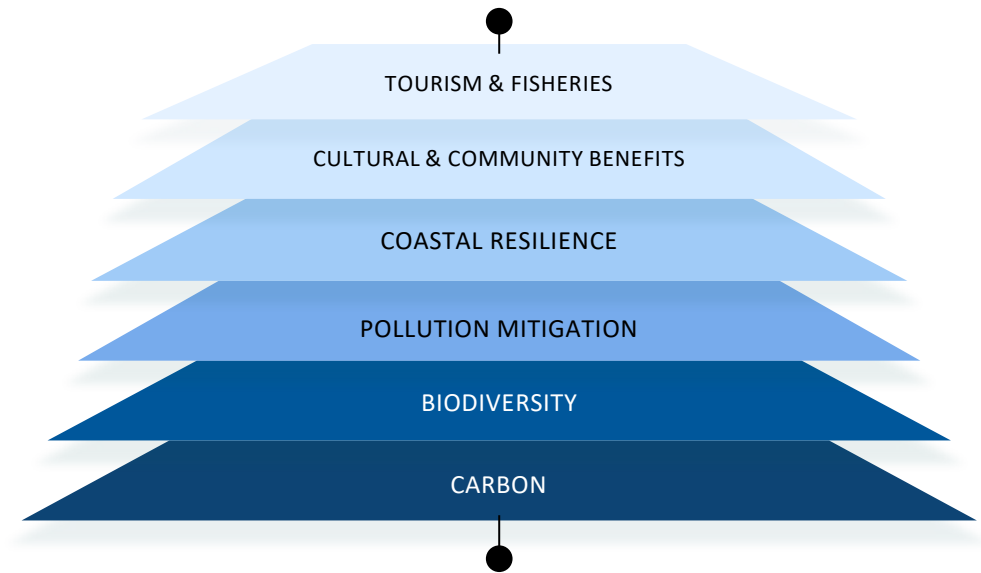 TOURISM & FISHERIES
CULTURAL & COMMUNITY BENEFITS
COASTAL RESILIENCE
POLLUTION MITIGATION
BIODIVERSITY
CARBON